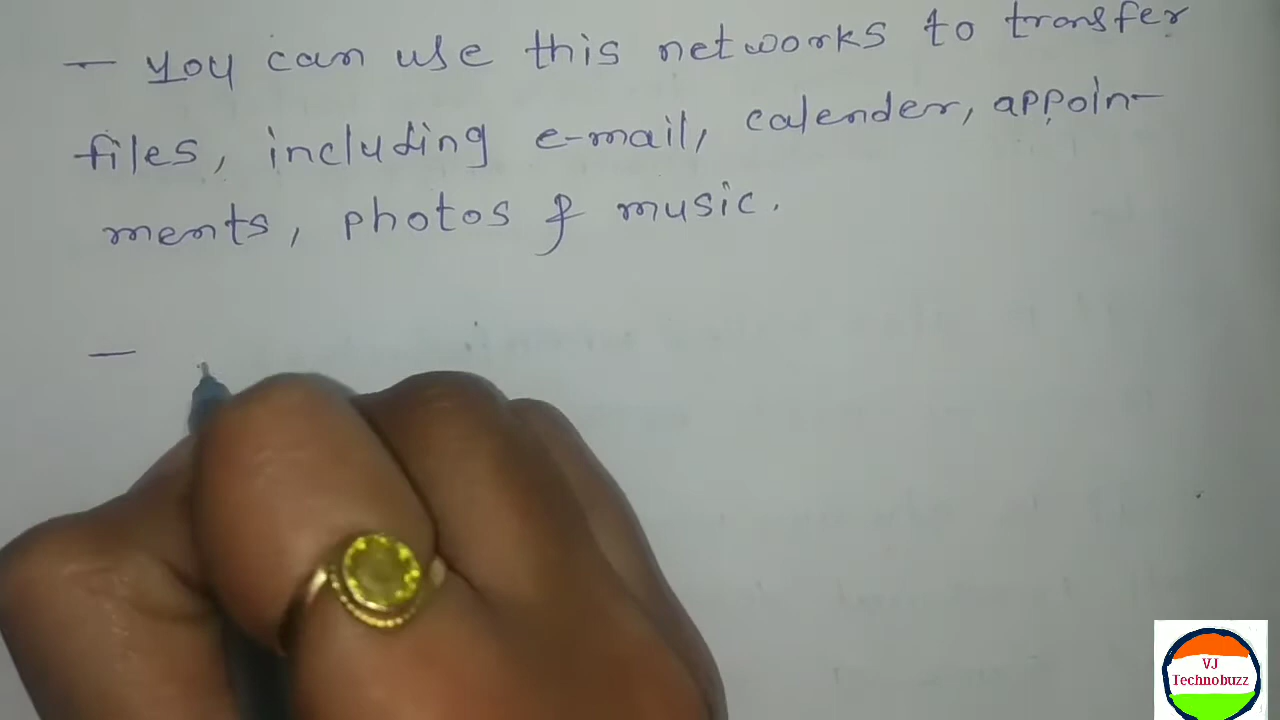 — you can use this networks to transfer
files, including e-mail, calender, appoin-
ments, photos & music.
—
VJ
Technobuzz